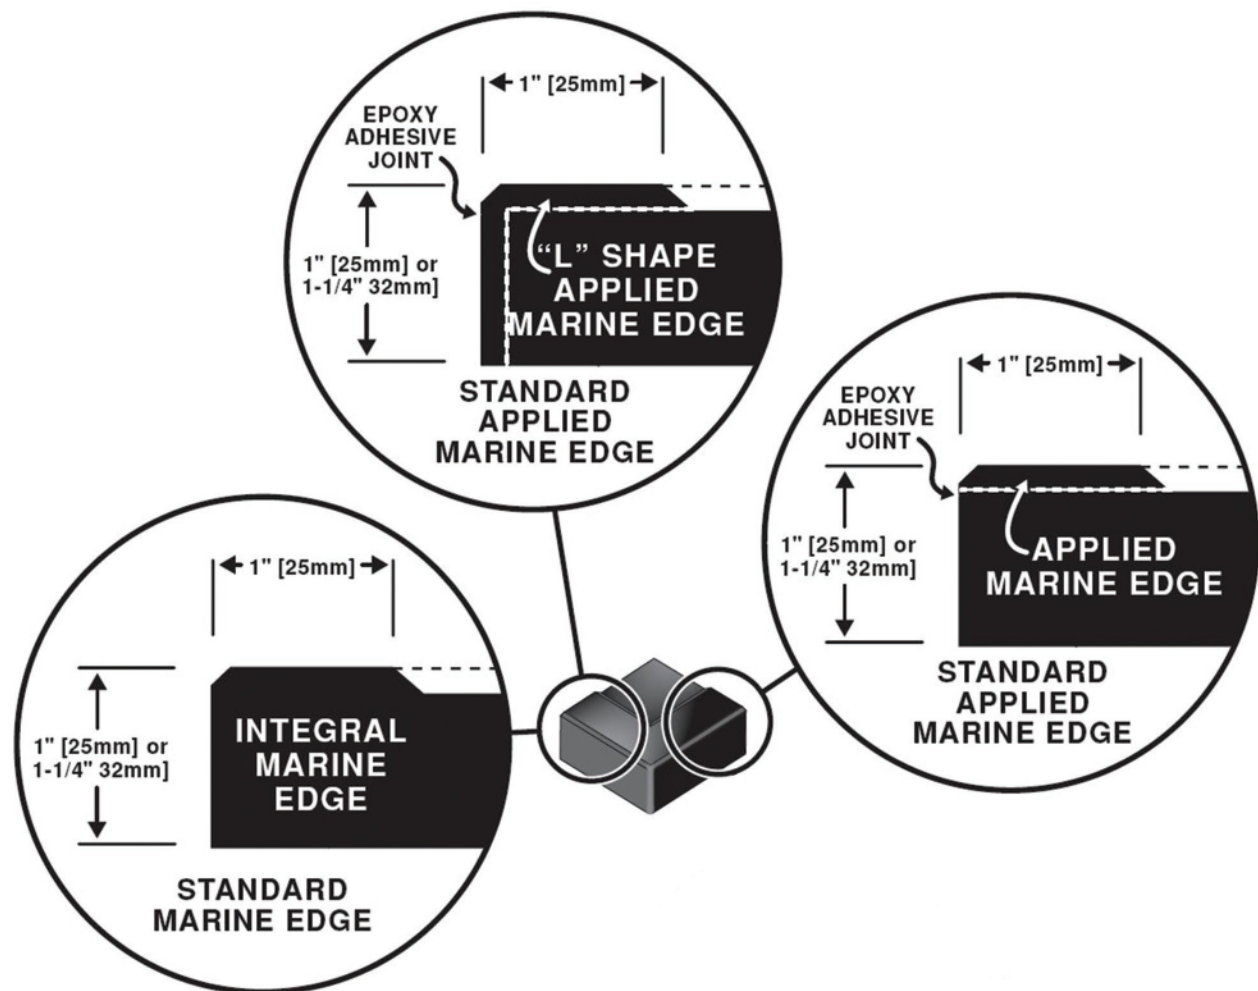 1" [25mm]
EPOXY
ADHESIVE
JOINT
1" [25mm] or
1-1/4" 32mm]
“L” SHAPE
APPLIED
MARINE EDGE
STANDARD
APPLIED
MARINE EDGE
1" [25mm]
EPOXY
ADHESIVE
JOINT
1" [25mm] or
1-1/4" 32mm]
APPLIED
MARINE EDGE
STANDARD
APPLIED
MARINE EDGE
1" [25mm]
1" [25mm] or
1-1/4" 32mm]
INTEGRAL
MARINE
EDGE
STANDARD
MARINE EDGE